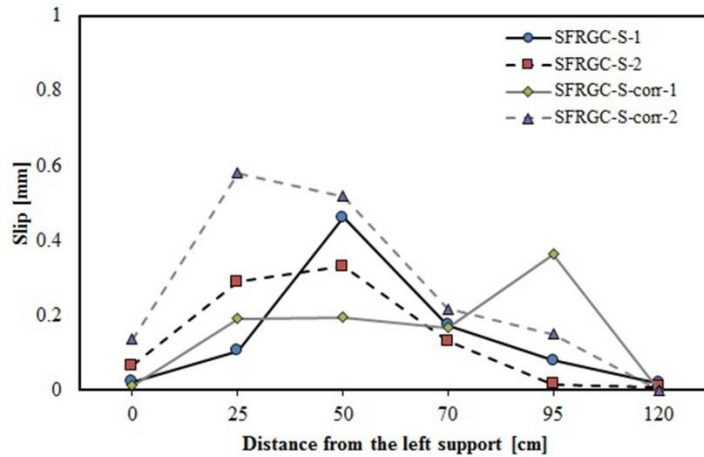 1
0.8
0.6
0.4
0.2
0
Slip [mm]
SFRGC-S-1
SFRGC-S-2
SFRGC-S-corr-1
SFRGC-S-corr-2
0 25 50 70 95 120
Distance from the left support [cm]